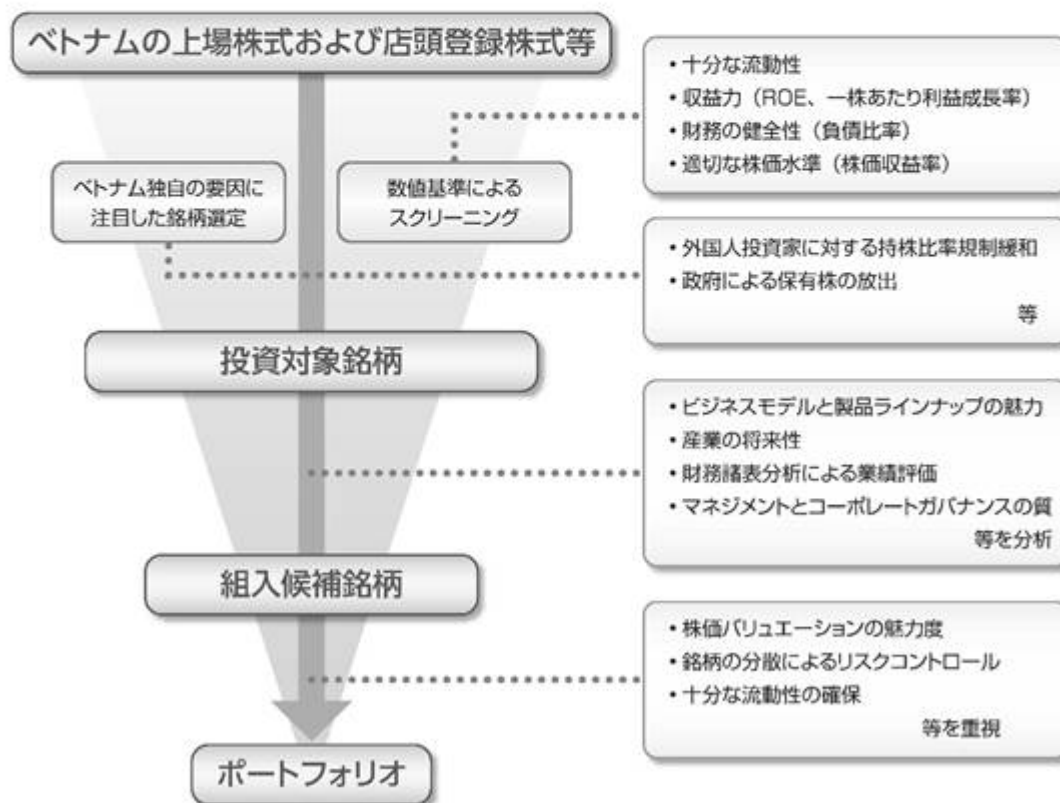 ベトナムの上場株式および店頭登録株式等
・十分な流動性
・収益力（ROE、一株あたり利益成長率）
・財務の健全性（負債比率）
・適切な株価水準（株価収益率）
ベトナム独自の要因に
注目した銘柄選定
数値基準による
スクリーニング
・外国人投資家に対する持株比率規制緩和
・政府による保有株の放出
等
投資対象銘柄
・ビジネスモデルと製品ラインナップの魅力
・産業の将来性
・財務諸表分析による業績評価
・マネジメントとコーポレートガバナンスの質
等を分析
組入候補銘柄
・株価バリュエーションの魅力度
・銘柄の分散によるリスクコントロール
・十分な流動性の確保
等を重視
ポートフォリオ